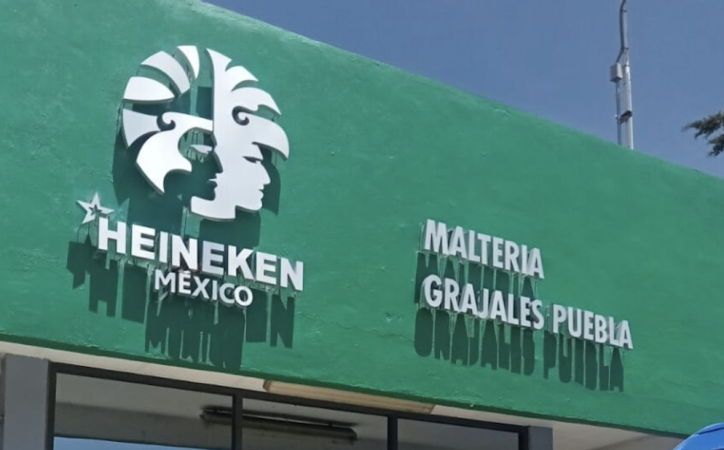 HEINEKEN
MÉXICO
MALTERIA
GRAJALES PUEBLA